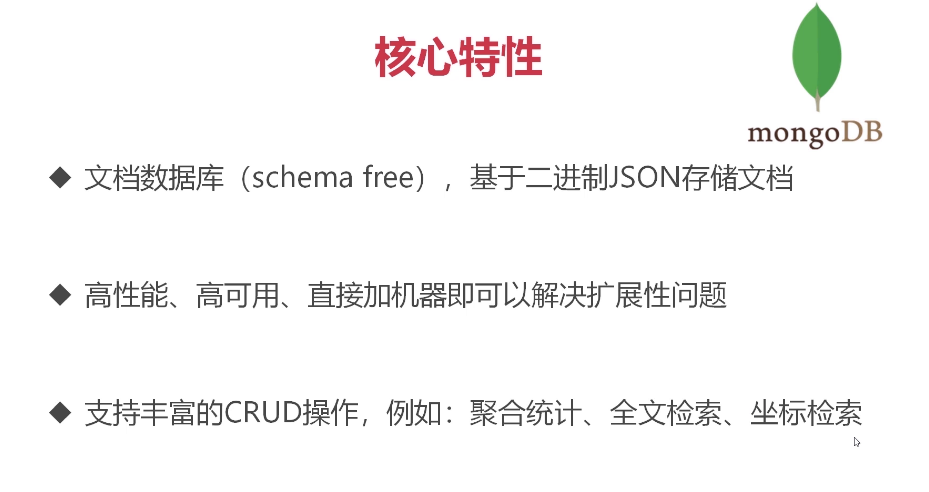 核心特性
mongoDB
文档数据库（schema free），基于二进制JSON存储文档
高性能、高可用、直接加机器即可以解决扩展性问题
支持丰富的CRUD操作，例如：聚合统计、全文检索、坐标检索